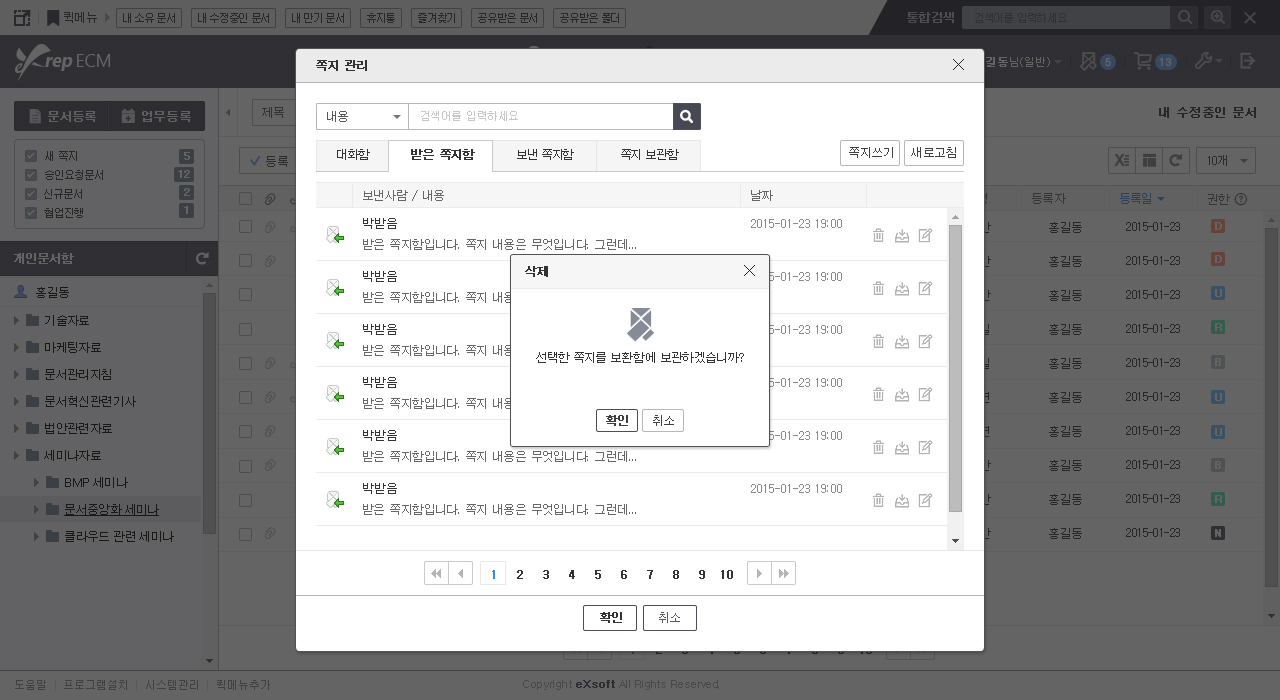 퀵메뉴 내 소유 문서 내 수정중인 문서 내 만기 문서 휴지통 즐겨찾기 공유받은 문서 공유받은 폴더 통합검색 검색어를 입력하세요
eXrep ECM
길동님(일반) 5 13
쪽지 관리
문서등록 업무등록
제목
내 수정중인 문서
내용 검색어를 입력하세요
새 쪽지 5
승인요청문서 12
신규문서 2
협업진행 1
대화함 받은 쪽지함 보낸 쪽지함 쪽지 보관함 쪽지쓰기 새로고침
등록 10개
보낸사람 / 내용 날짜
등록자 등록일 권한
개인문서함
홍길동
기술자료
마케팅자료
문서관리지침
문서혁신관련기사
법안관련자료
세미나자료
BMP 세미나
문서중앙화 세미나
클라우드 관련 세미나
박받음 2015-01-23 19:00
받은 쪽지함입니다. 쪽지 내용은 무엇입니다. 그런데...
박받음 5-01-23 19:00
받은 쪽지함입니다. 쪽지 내용
박받음 5-01-23 19:00
받은 쪽지함입니다. 쪽지 내용
박받음 5-01-23 19:00
받은 쪽지함입니다. 쪽지 내용
박받음 5-01-23 19:00
받은 쪽지함입니다. 쪽지 내용은 무엇입니다. 그런데...
박받음 2015-01-23 19:00
받은 쪽지함입니다. 쪽지 내용은 무엇입니다. 그런데...
삭제
선택한 쪽지를 보환함에 보관하겠습니까?
확인 취소
홍길동 2015-01-23 D
홍길동 2015-01-23 D
홍길동 2015-01-23 U
홍길동 2015-01-23 R
홍길동 2015-01-23 B
홍길동 2015-01-23 U
홍길동 2015-01-23 U
홍길동 2015-01-23 B
홍길동 2015-01-23 R
홍길동 2015-01-23 N
1 2 3 4 5 6 7 8 9 10
확인 취소
도움말 프로그램설치 시스템관리 퀵메뉴추가
Copyright eXsoft All Rights Reserved.